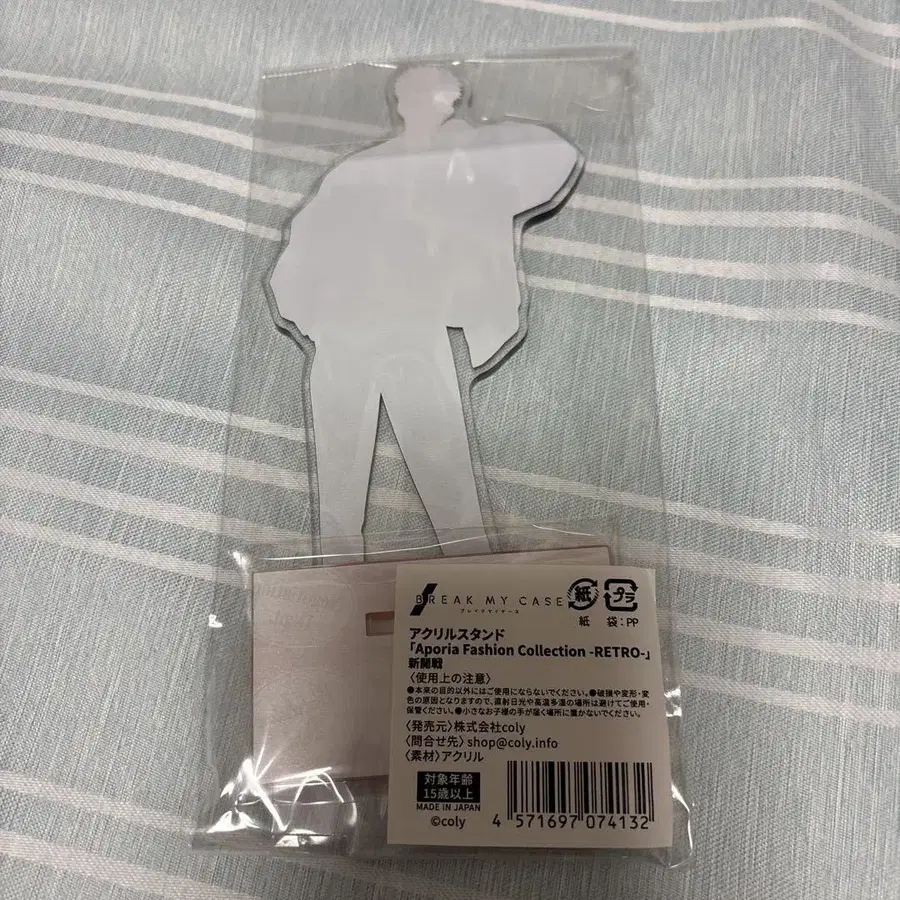 BREAK MY CASE
ブレイクマイケース
紙
プラ
紙 袋：PP
アクリルスタンド
「Aporia Fashion Collection -RETRO-」
新開戦
〈使用上の注意〉
●本来の目的以外にはご使用にならないでください。●破損や変形・変
色の原因となりますので、直射日光や高温多湿の場所は避けてご使用・
保管ください。●小さなお子様の手が届く場所に置かないでください。
〈発売元〉株式会社coly
〈問合せ先〉shop@coly.info
〈素材〉アクリル
対象年齢
15歳以上
MADE IN JAPAN
©coly
4 571697 074132